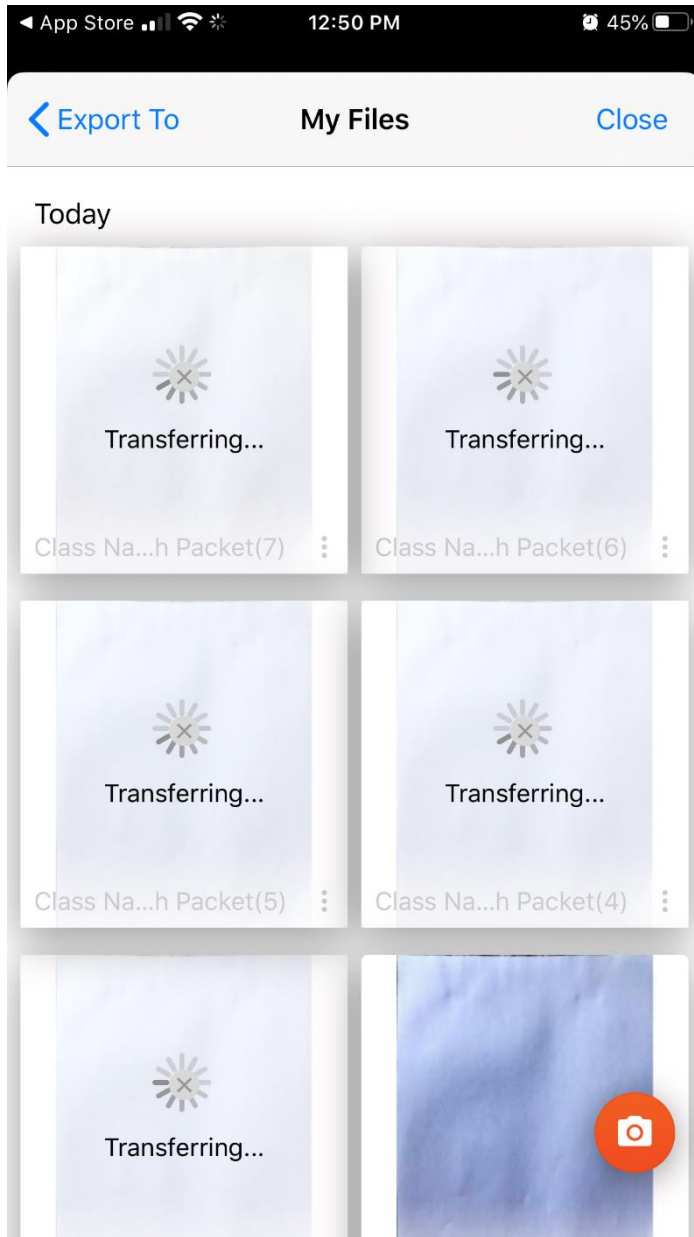 App Store 12:50 PM 45%
Export To My Files Close
Today
Transferring... Transferring...
Class Na...h Packet(7) Class Na...h Packet(6)
Transferring... Transferring...
Class Na...h Packet(5) Class Na...h Packet(4)
Transferring...